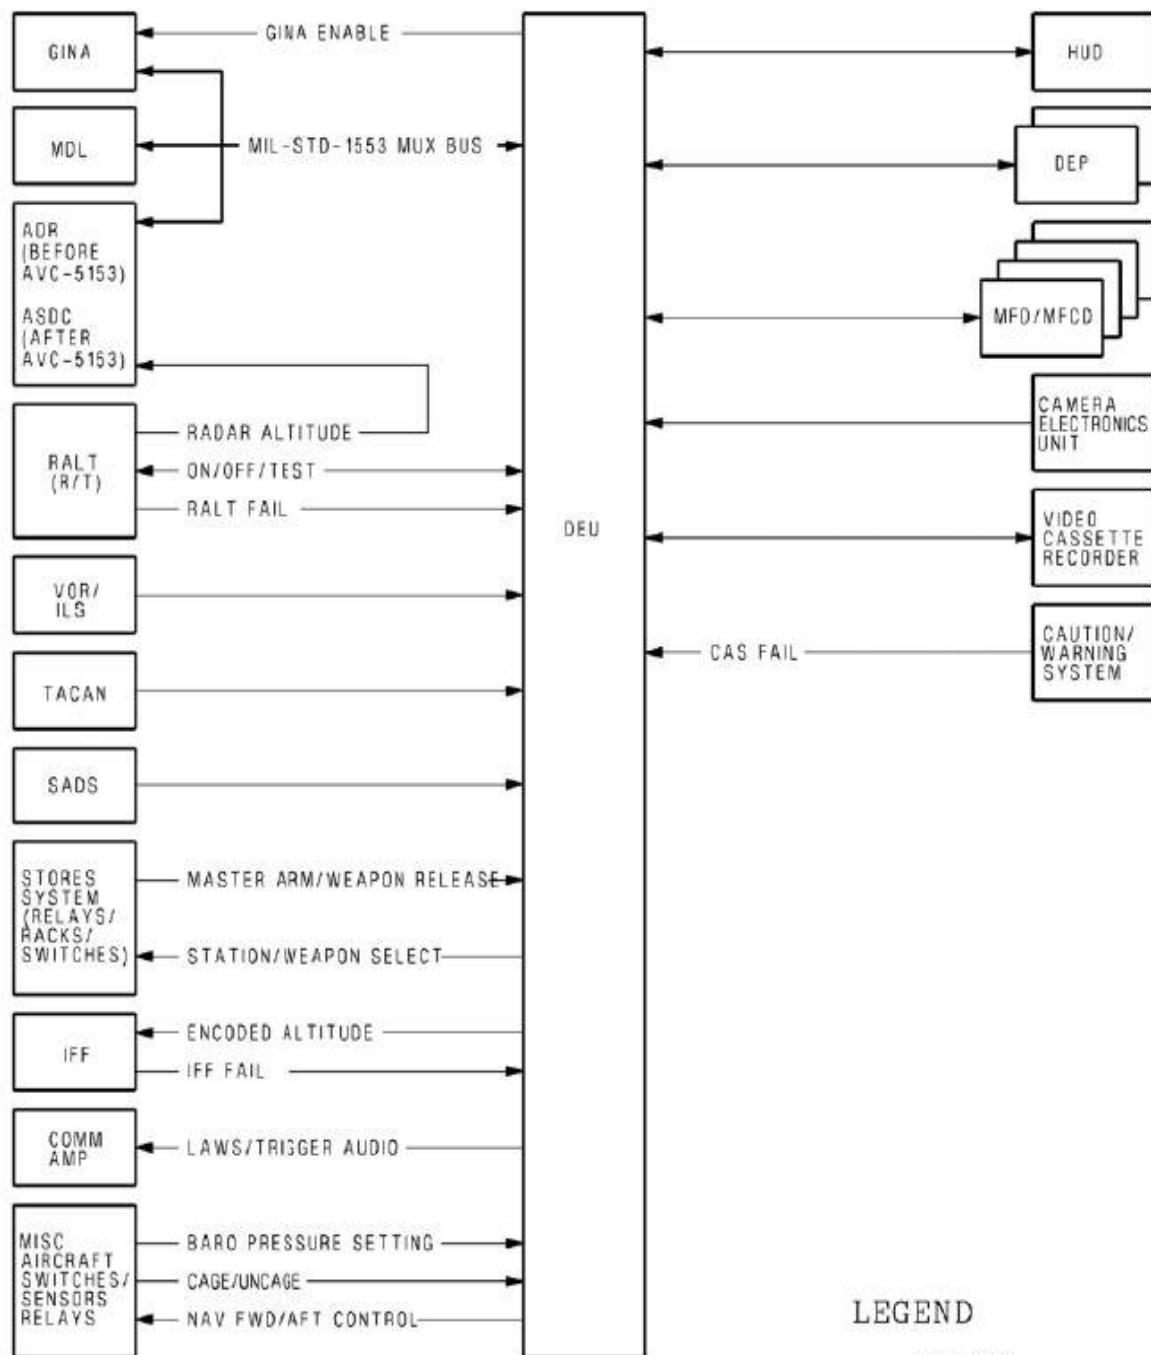 GINA
GINA ENABLE
MDL
MIL-STD-1553 MUX BUS
ADR
(BEFORE
AVC-5153)
ASDC
(AFTER
AVC-5153)
RALT
(R/T)
RADAR ALTITUDE
ON/OFF/TEST
RALT FAIL
VOR/
ILS
TACAN
SADS
STORES
SYSTEM
(RELAYS/
RACKS/
SWITCHES)
MASTER ARM/WEAPON RELEASE
STATION/WEAPON SELECT
IFF
ENCODED ALTITUDE
IFF FAIL
COMM
AMP
LAWS/TRIGGER AUDIO
MISC
AIRCRAFT
SWITCHES/
SENSORS
RELAYS
BARO PRESSURE SETTING
CAGE/UNCAGE
NAV FWD/AFT CONTROL
DEU
HUD
DEP
MFD/MFCD
CAMERA
ELECTRONICS
UNIT
VIDEO
CASSETTE
RECORDER
CAS FAIL
CAUTION/
WARNING
SYSTEM
LEGEND